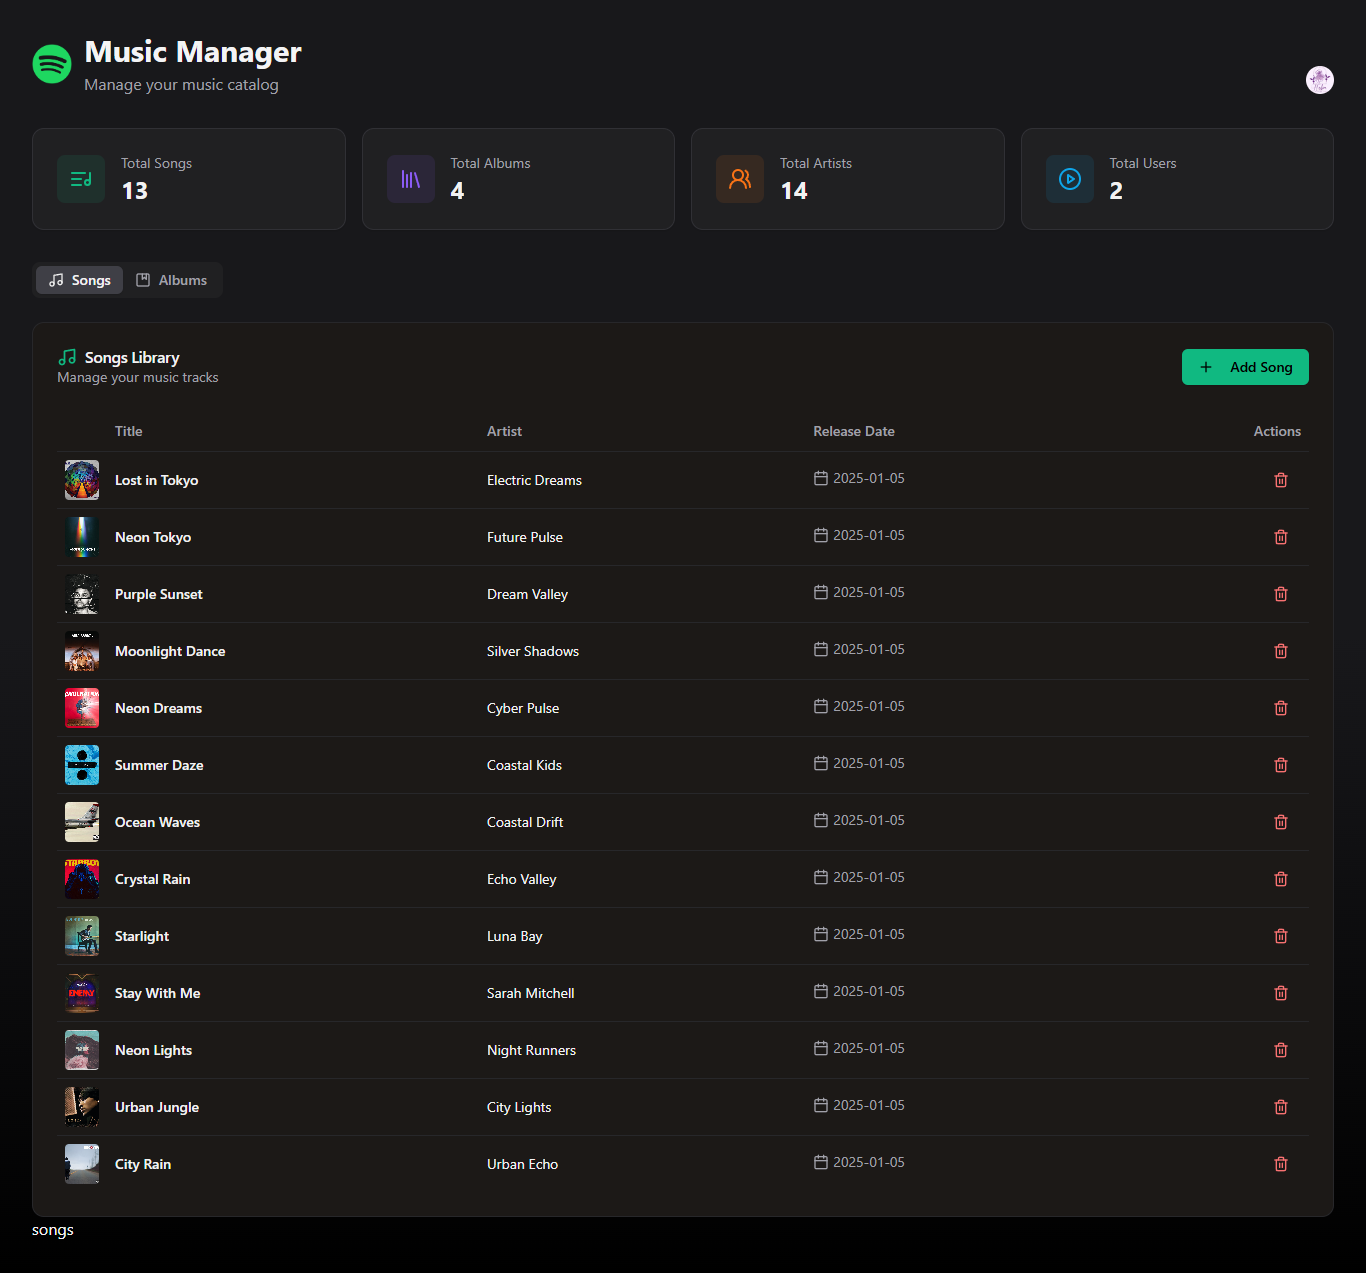 Music Manager
Manage your music catalog
Total Songs
13
Total Albums
4
Total Artists
14
Total Users
2
Songs
Albums
Songs Library
Manage your music tracks
Add Song
Title Artist Release Date Actions
Lost in Tokyo Electric Dreams 2025-01-05
Neon Tokyo Future Pulse 2025-01-05
Purple Sunset Dream Valley 2025-01-05
Moonlight Dance Silver Shadows 2025-01-05
Neon Dreams Cyber Pulse 2025-01-05
Summer Daze Coastal Kids 2025-01-05
Ocean Waves Coastal Drift 2025-01-05
Crystal Rain Echo Valley 2025-01-05
Starlight Luna Bay 2025-01-05
ENEMY
Stay With Me Sarah Mitchell 2025-01-05
Neon Lights Night Runners 2025-01-05
Urban Jungle City Lights 2025-01-05
City Rain Urban Echo 2025-01-05
songs